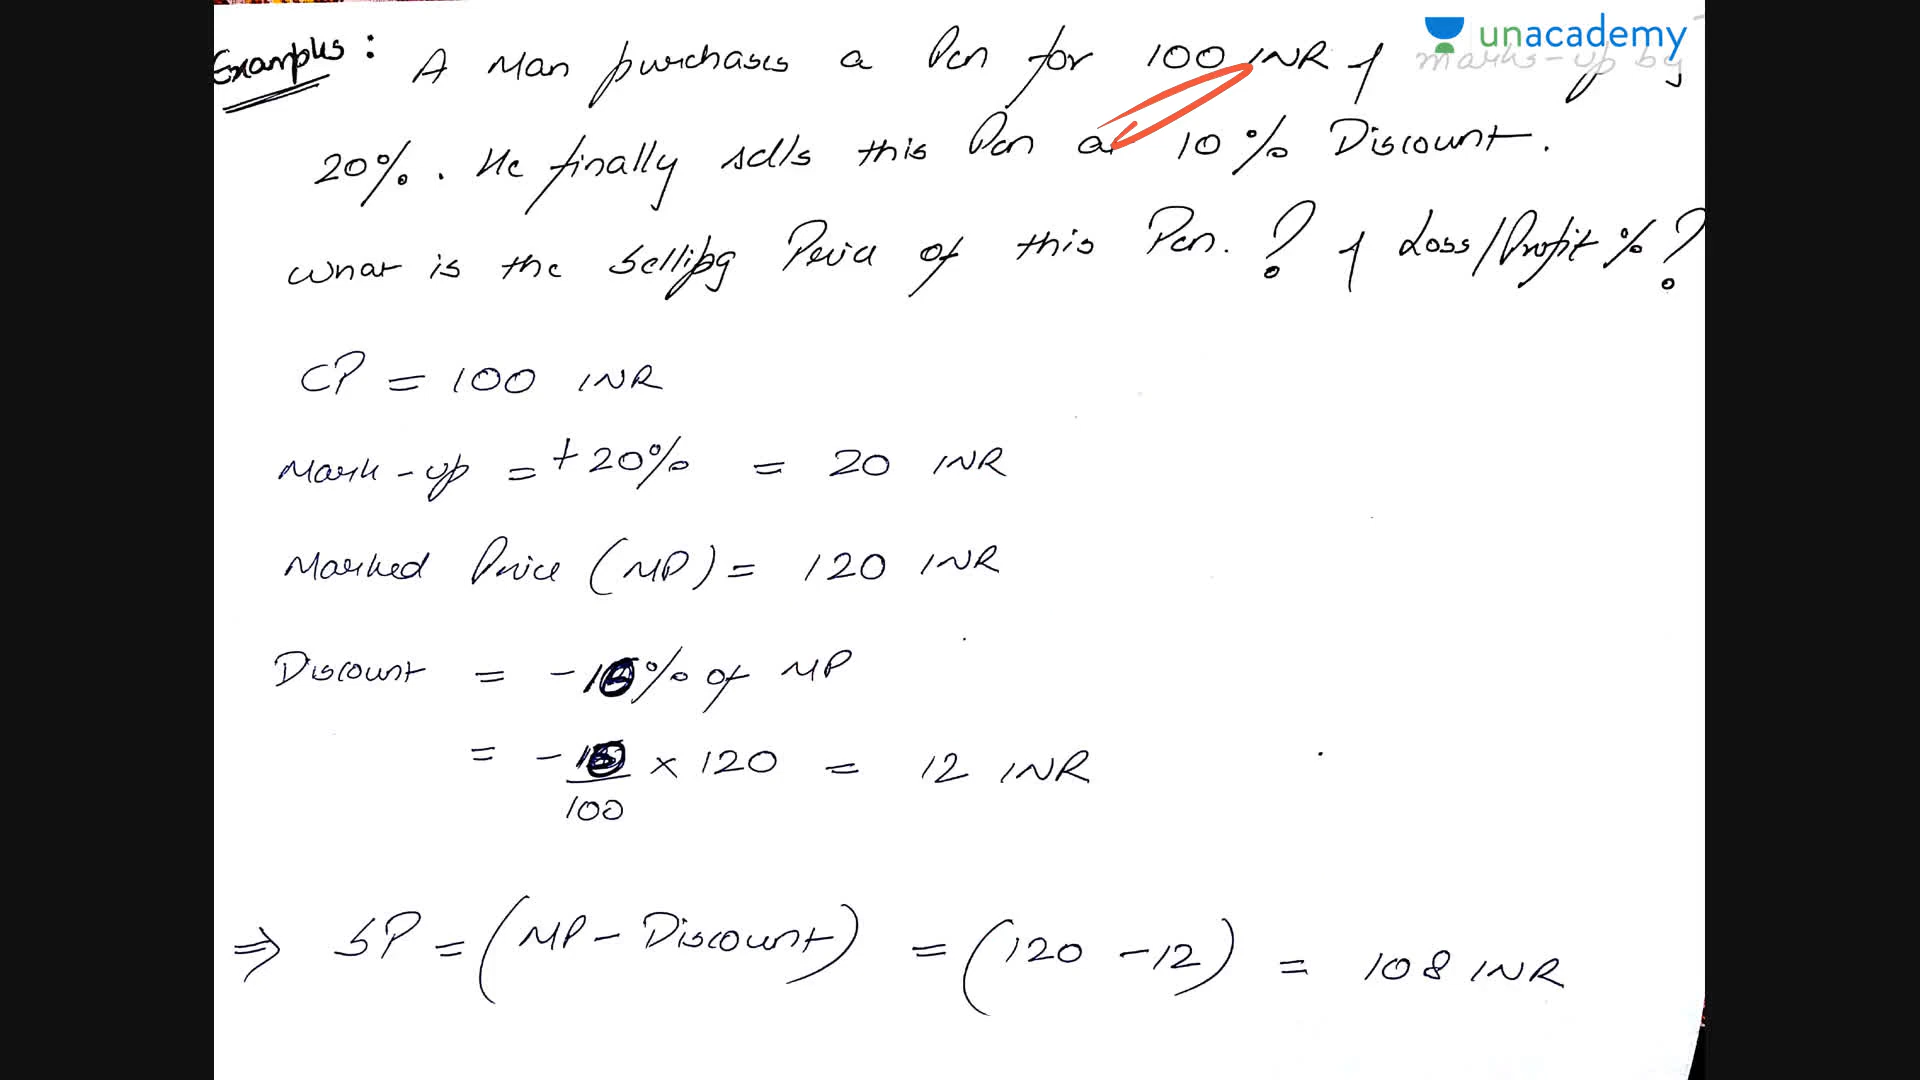 unacademy
Examples: A Man purchases a Pen for 100 INR & marks-up by
20%. He finally sells this Pen at 10% Discount.
What is the Selling Price of this Pen.? & Loss/Profit %?
CP = 100 INR
Mark-up = +20% = 20 INR
Marked Price (MP) = 120 INR
Discount = -10% of MP
= -10/100 × 120 = 12 INR
⇒ SP = (MP - Discount) = (120 - 12) = 108 INR